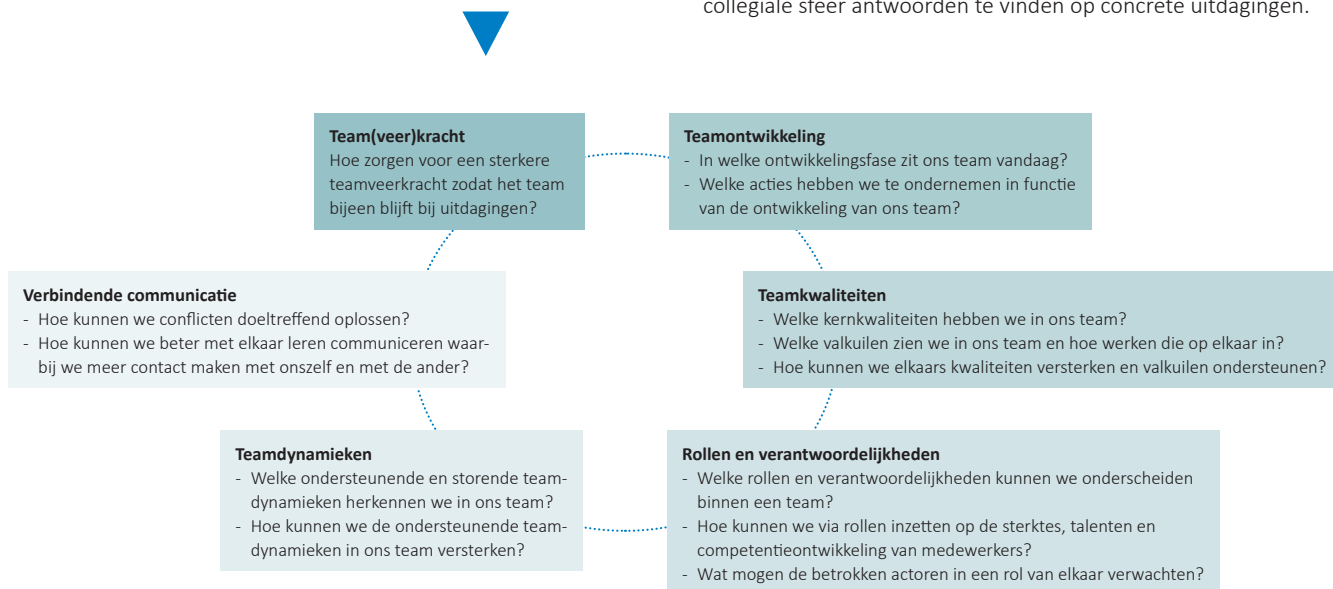 collegiale sfeer antwoorden te vinden op concrete uitdagingen.
Team(veer)kracht
Hoe zorgen voor een sterkere
teamveerkracht zodat het team
bijeen blijft bij uitdagingen?
Teamontwikkeling
- In welke ontwikkelingsfase zit ons team vandaag?
- Welke acties hebben we te ondernemen in functie
van de ontwikkeling van ons team?
Verbindende communicatie
- Hoe kunnen we conflicten doeltreffend oplossen?
- Hoe kunnen we beter met elkaar leren communiceren waar-
bij we meer contact maken met onszelf en met de ander?
Teamkwaliteiten
- Welke kernkwaliteiten hebben we in ons team?
- Welke valkuilen zien we in ons team en hoe werken die op elkaar in?
- Hoe kunnen we elkaars kwaliteiten versterken en valkuilen ondersteunen?
Teamdynamieken
- Welke ondersteunende en storende team-
dynamieken herkennen we in ons team?
- Hoe kunnen we de ondersteunende team-
dynamieken in ons team versterken?
Rollen en verantwoordelijkheden
- Welke rollen en verantwoordelijkheden kunnen we onderscheiden
binnen een team?
- Hoe kunnen we via rollen inzetten op de sterktes, talenten en
competentieontwikkeling van medewerkers?
- Wat mogen de betrokken actoren in een rol van elkaar verwachten?